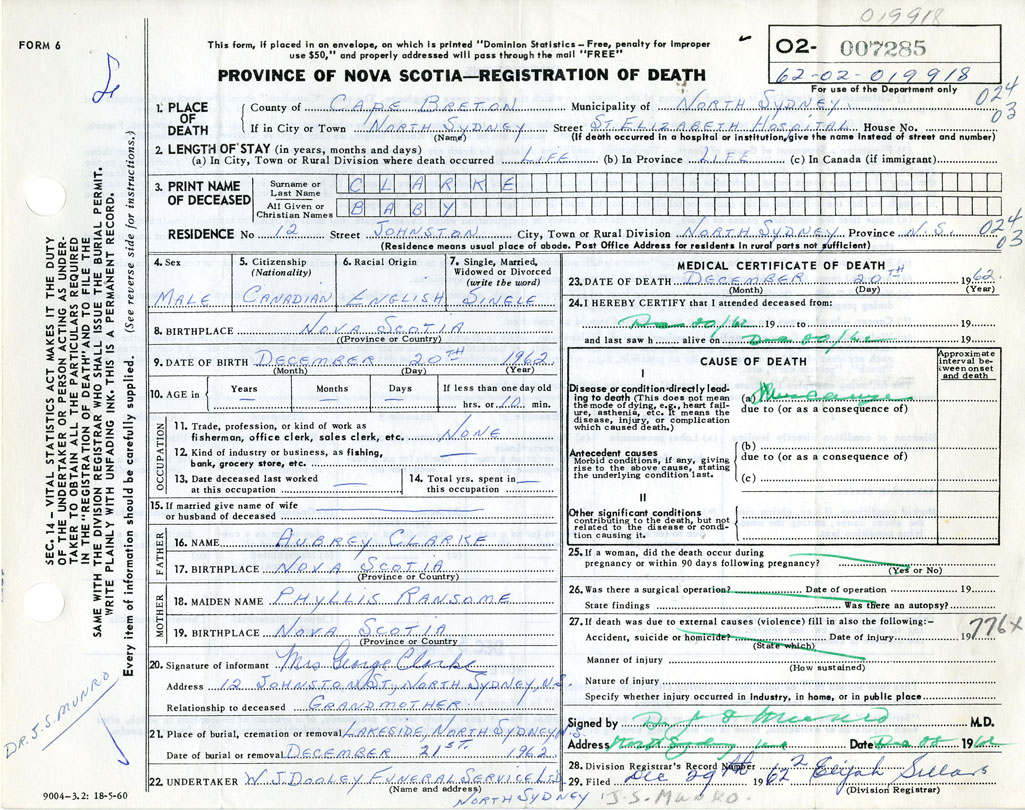 019918
FORM 6
This form, if placed in an envelope, on which is printed "Dominion Statistics – Free, penalty for improper
use $50," and properly addressed will pass through the mail "FREE"
PROVINCE OF NOVA SCOTIA—REGISTRATION OF DEATH
02- 007285
62-02-019918
For use of the Department only
024
03
1. PLACE OF DEATH
County of CAPE BRETON Municipality of NORTH SYDNEY
If in City or Town NORTH SYDNEY Street ST. ELIZABETH HOSPITAL House No.
(Name) (If death occurred in a hospital or institution, give the name instead of street and number)
2. LENGTH OF STAY (in years, months and days)
(a) In City, Town or Rural Division where death occurred LIFE (b) In Province LIFE (c) In Canada (if immigrant)
3. PRINT NAME OF DECEASED
Surname or Last Name CLARKE
All Given or Christian Names BABY
RESIDENCE No 12 Street JOHNSTON City, Town or Rural Division NORTH SYDNEY Province N.S.
024
03
(Residence means usual place of abode. Post Office Address for residents in rural parts not sufficient)
4. Sex
MALE
5. Citizenship (Nationality)
CANADIAN
6. Racial Origin
ENGLISH
7. Single, Married, Widowed or Divorced (write the word)
SINGLE
8. BIRTHPLACE NOVA SCOTIA
(Province or Country)
9. DATE OF BIRTH DECEMBER 20TH 1962
(Month) (Day) (Year)
10. AGE in Years — Months — Days — If less than one day old
hrs. or 10 min.
OCCUPATION
11. Trade, profession, or kind of work as
fisherman, office clerk, sales clerk, etc. NONE
12. Kind of industry or business, as fishing,
bank, grocery store, etc. —
13. Date deceased last worked
at this occupation —
14. Total yrs. spent in
this occupation —
15. If married give name of wife
or husband of deceased —
FATHER
16. NAME AUBREY CLARKE
17. BIRTHPLACE NOVA SCOTIA
(Province or Country)
MOTHER
18. MAIDEN NAME PHYLLIS RANSOME
19. BIRTHPLACE NOVA SCOTIA
(Province or Country)
20. Signature of informant Mrs George Clarke
Address 12 JOHNSTON ST, NORTH SYDNEY, N.S.
Relationship to deceased GRANDMOTHER
21. Place of burial, cremation or removal LAKESIDE, NORTH SYDNEY N.S.
Date of burial or removal DECEMBER 21ST. 1962
22. UNDERTAKER W.J. DOOLEY FUNERAL SERVICE LTD
(Name and address)
NORTH SYDNEY
MEDICAL CERTIFICATE OF DEATH
23. DATE OF DEATH DECEMBER 20TH 1962.
(Month) (Day) (Year)
24. I HEREBY CERTIFY that I attended deceased from:
Dec 20/62 19 to 19
and last saw h alive on Dec 20/62 19
CAUSE OF DEATH
Approximate interval between onset and death
I
Disease or condition directly leading to death (This does not mean
the mode of dying, e.g., heart failure, asthenia, etc. It means the
disease, injury, or complication
which caused death.)
(a) Miscarriage
due to (or as a consequence of)
Antecedent causes
Morbid conditions, if any, giving
rise to the above cause, stating
the underlying condition last.
(b)
due to (or as a consequence of)
(c)
II
Other significant conditions
contributing to the death, but not
related to the disease or condition causing it.
25. If a woman, did the death occur during
pregnancy or within 90 days following pregnancy?
(Yes or No)
26. Was there a surgical operation? Date of operation 19
State findings Was there an autopsy?
27. If death was due to external causes (violence) fill in also the following:-
Accident, suicide or homicide? Date of injury 19
(State which)
776X
Manner of injury
(How sustained)
Nature of injury
Specify whether injury occurred in industry, in home, or in public place
Signed by Dr J S Munro M.D.
Address North Sydney Date Dec 1962
28. Division Registrar's Record Number 2
29. Filed Dec 29th 1962 Elijah Sellars
(Division Registrar)
J.S. MUNRO.
SEC. 14 – VITAL STATISTICS ACT MAKES IT THE DUTY
OF THE UNDERTAKER OR PERSON ACTING AS UNDERTAKER TO OBTAIN ALL THE PARTICULARS REQUIRED
IN THE "REGISTRATION OF DEATH" AND TO FILE THE
SAME WITH THE DIVISION REGISTRAR WHO SHALL ISSUE THE BURIAL PERMIT.
WRITE PLAINLY WITH UNFADING INK. THIS IS A PERMANENT RECORD.
Every item of information should be carefully supplied. (See reverse side for instructions.)
DR. J.S. MUNRO
9004-3.2: 18-5-60